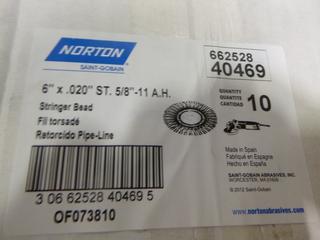 NORTON
SAINT-GOBAIN
662528
40469
6" x .020" ST. 5/8"-11 A.H.
Stringer Bead
Fil torsadé
Retorcido Pipe-Line
QUANTITY
QUANTITE
CANTIDAD
10
Made in Spain
Fabriqué en Espagne
Hecho en España
SAINT-GOBAIN ABRASIVES, INC.
WORCESTER, MA 01606
© 2012 Saint-Gobain
3 06 62528 40469 5
OF073810
www.nortonabrasives.com